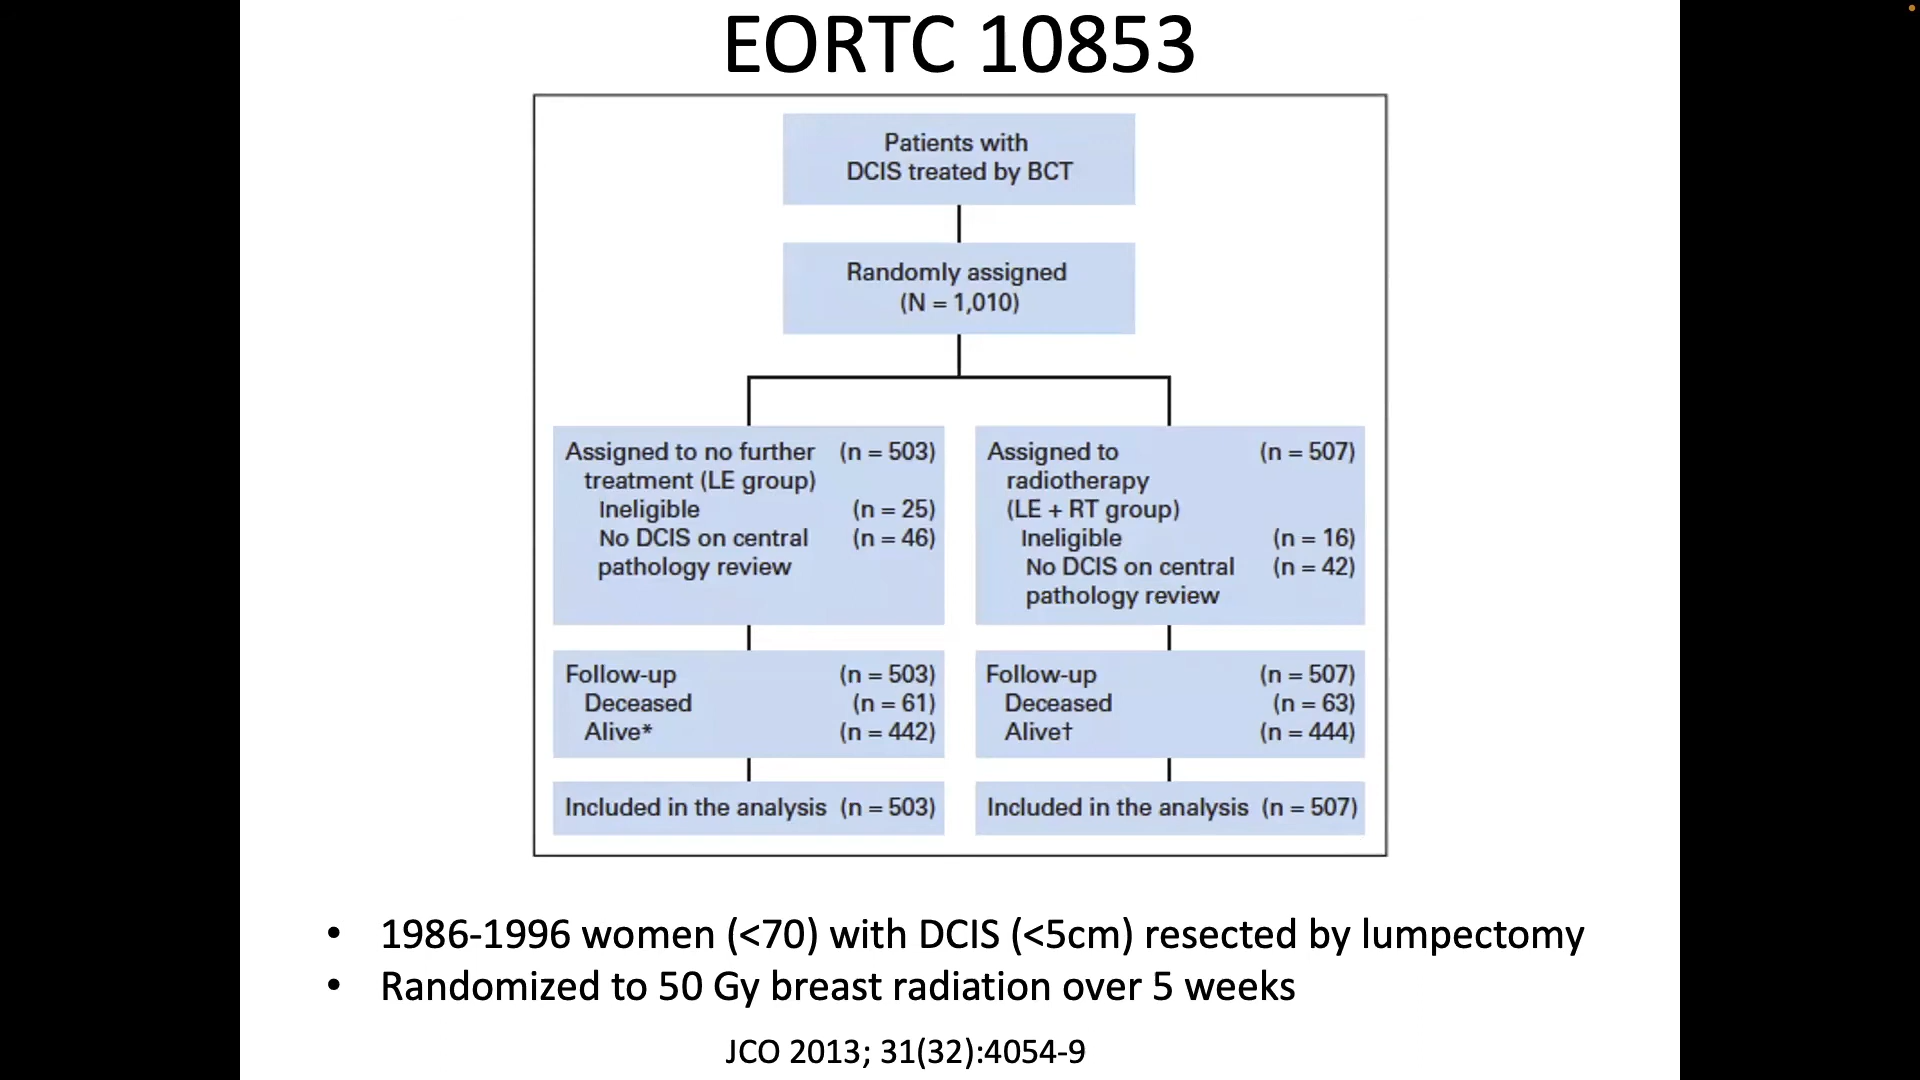 EORTC 10853
Patients with
DCIS treated by BCT
Randomly assigned
(N = 1,010)
Assigned to no further (n = 503)
treatment (LE group)
Ineligible (n = 25)
No DCIS on central (n = 46)
pathology review
Assigned to (n = 507)
radiotherapy
(LE + RT group)
Ineligible (n = 16)
No DCIS on central (n = 42)
pathology review
Follow-up (n = 503)
Deceased (n = 61)
Alive* (n = 442)
Follow-up (n = 507)
Deceased (n = 63)
Alive† (n = 444)
Included in the analysis (n = 503)
Included in the analysis (n = 507)
• 1986-1996 women (<70) with DCIS (<5cm) resected by lumpectomy
• Randomized to 50 Gy breast radiation over 5 weeks
JCO 2013; 31(32):4054-9